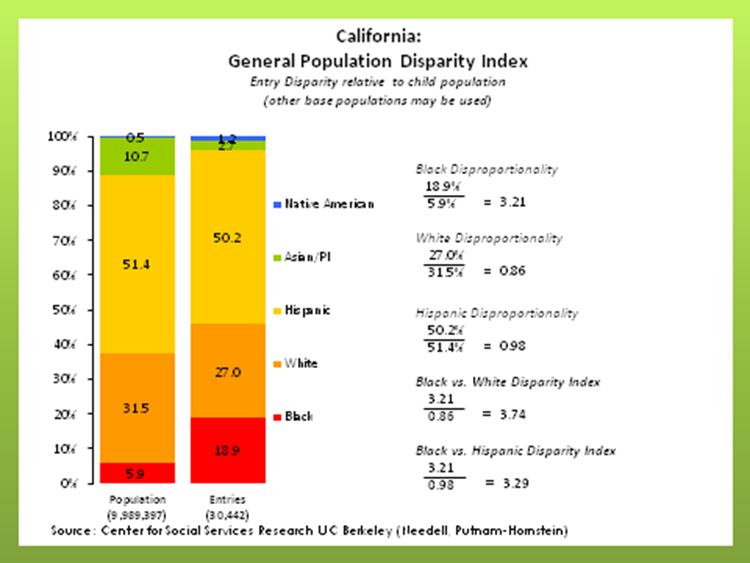 California:
General Population Disparity Index
Entry Disparity relative to child population
(other base populations may be used)
100%
90%
80%
70%
60%
50%
40%
30%
20%
10%
0%
0.5
10.7
51.4
31.5
5.9
1.2
2.7
50.2
27.0
18.9
Population
(9,989,397)
Entries
(30,442)
Native American
Asian/PI
Hispanic
White
Black
Black Disproportionality
18.9%
5.9% = 3.21
White Disproportionality
27.0%
31.5% = 0.86
Hispanic Disproportionality
50.2%
51.4% = 0.98
Black vs. White Disparity Index
3.21
0.86 = 3.74
Black vs. Hispanic Disparity Index
3.21
0.98 = 3.29
Source: Center for Social Services Research UC Berkeley (Needell, Putnam-Hornstein)